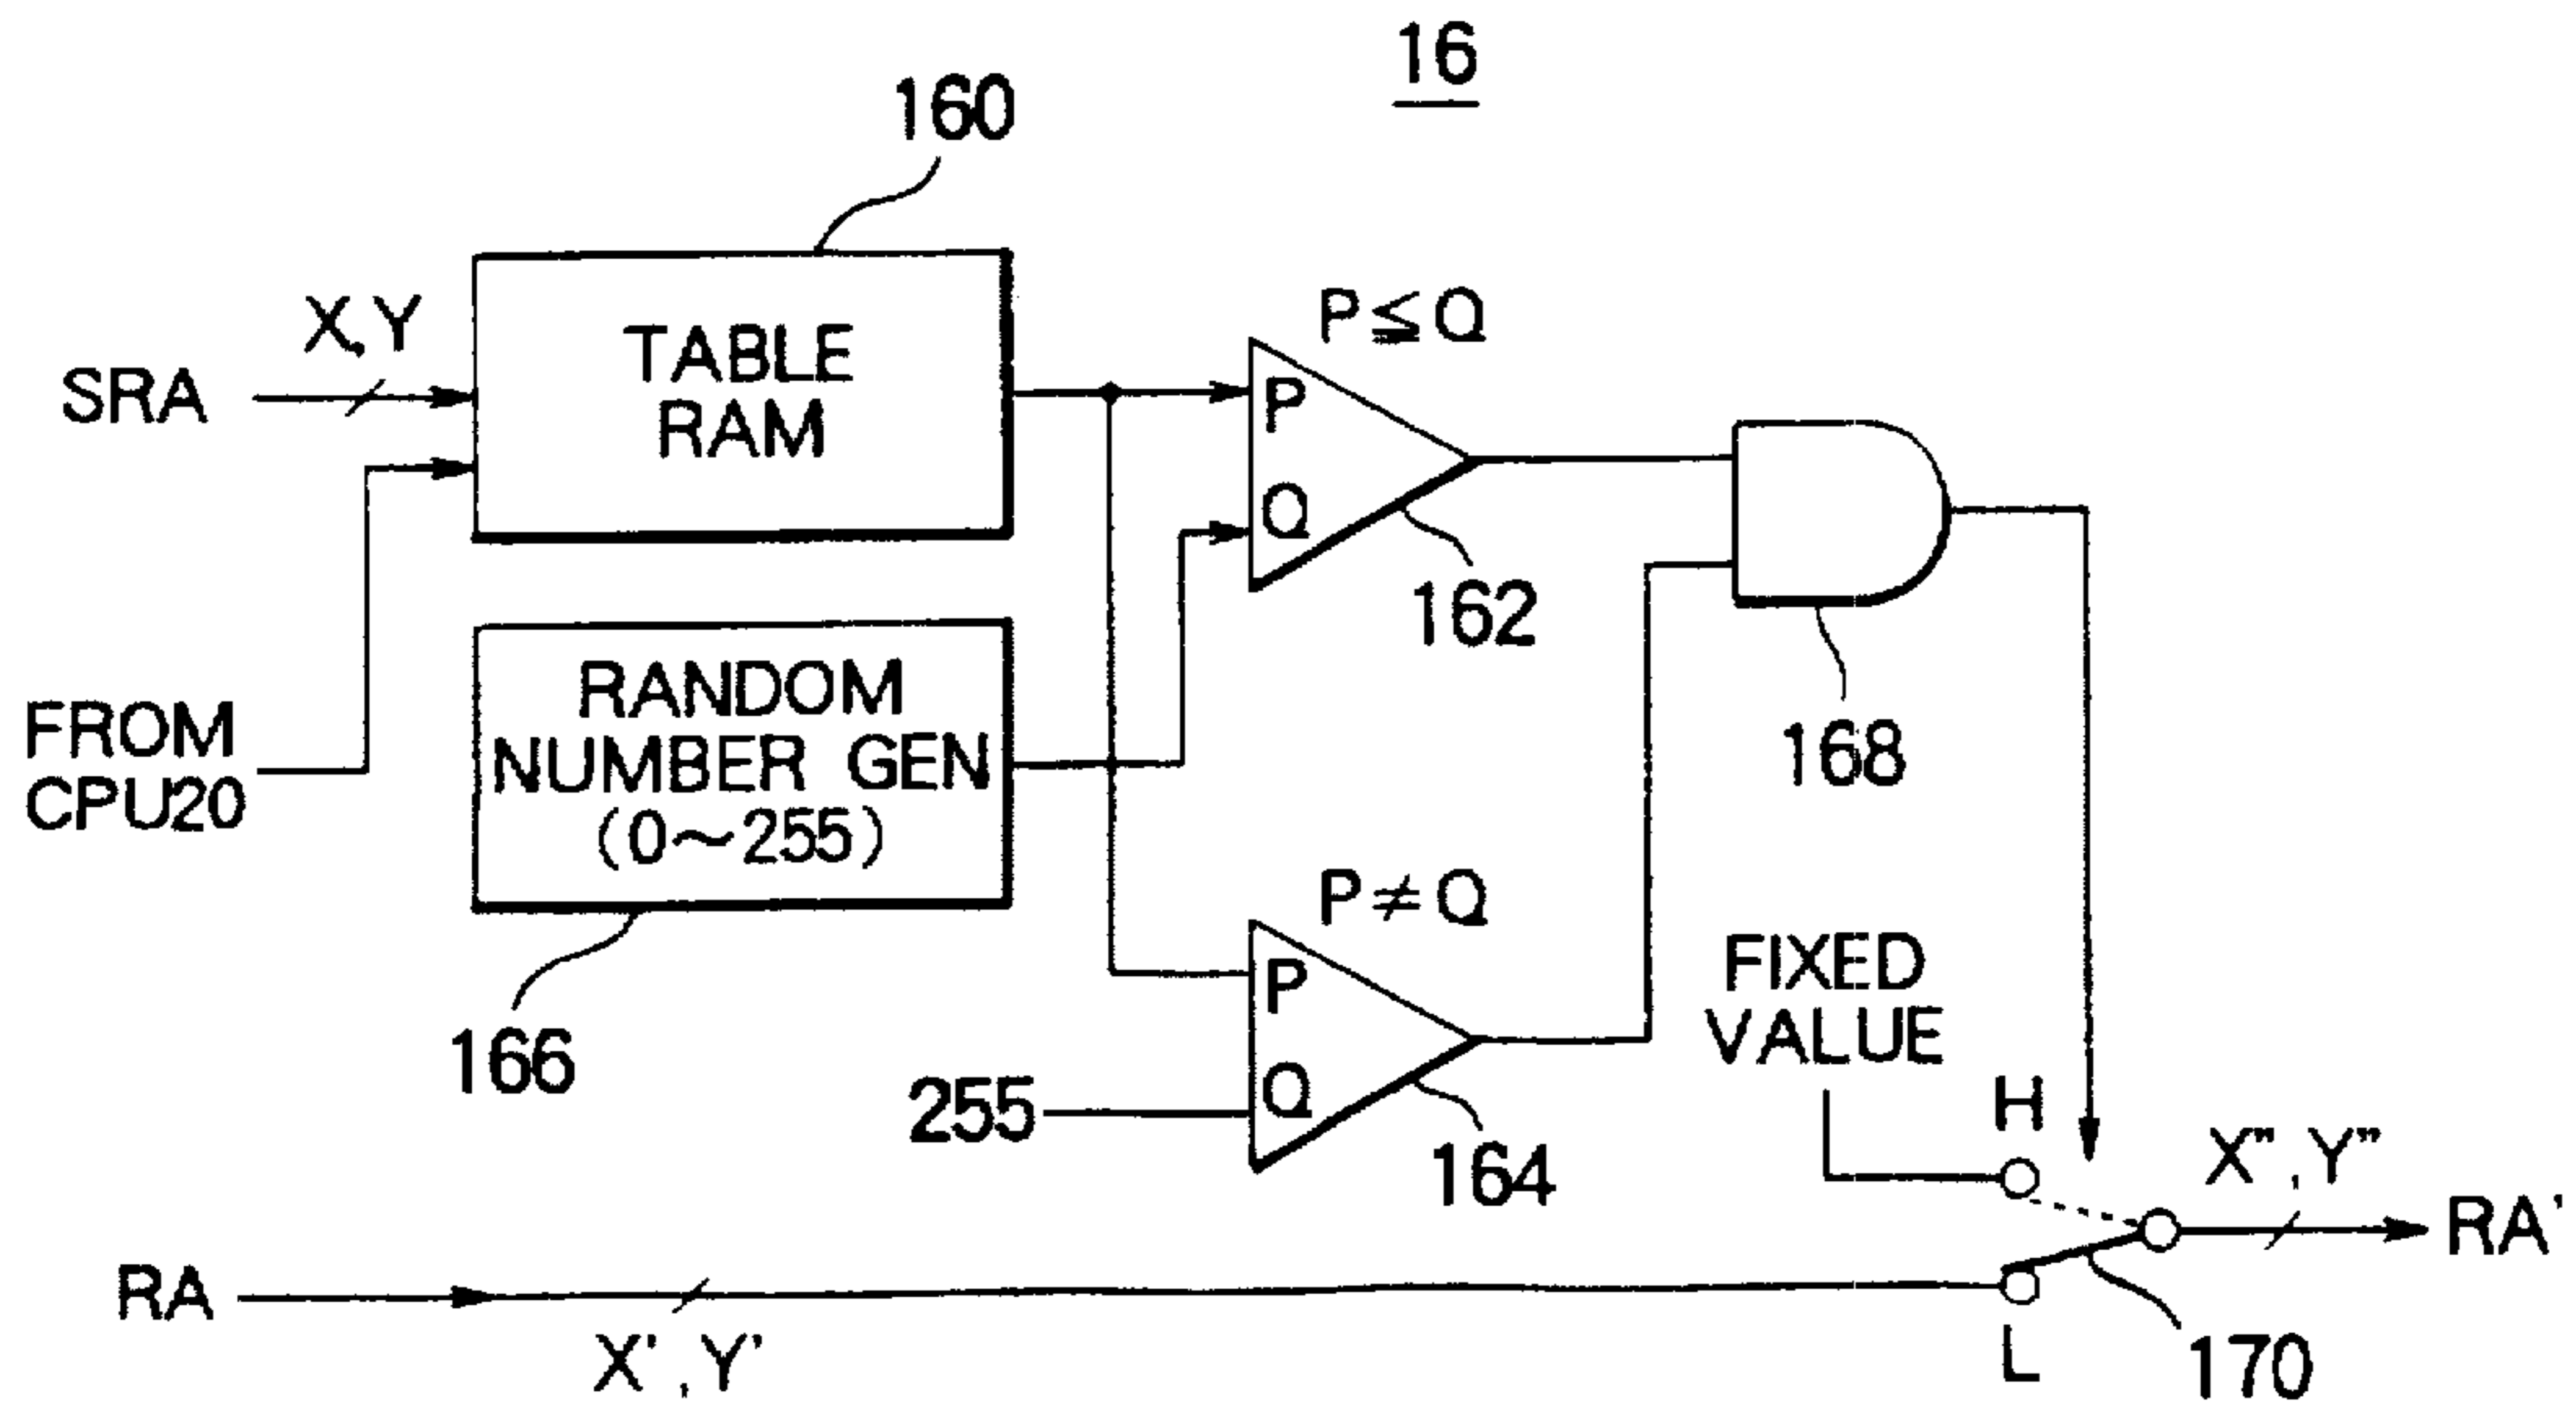 16
160
X,Y
SRA
TABLE
RAM
P≦Q
P
Q
162
FROM
CPU20
RANDOM
NUMBER GEN
(0～255)
166
168
P≠Q
P
Q
255
164
FIXED
VALUE
H
X",Y"
RA'
RA
X',Y'
L
170